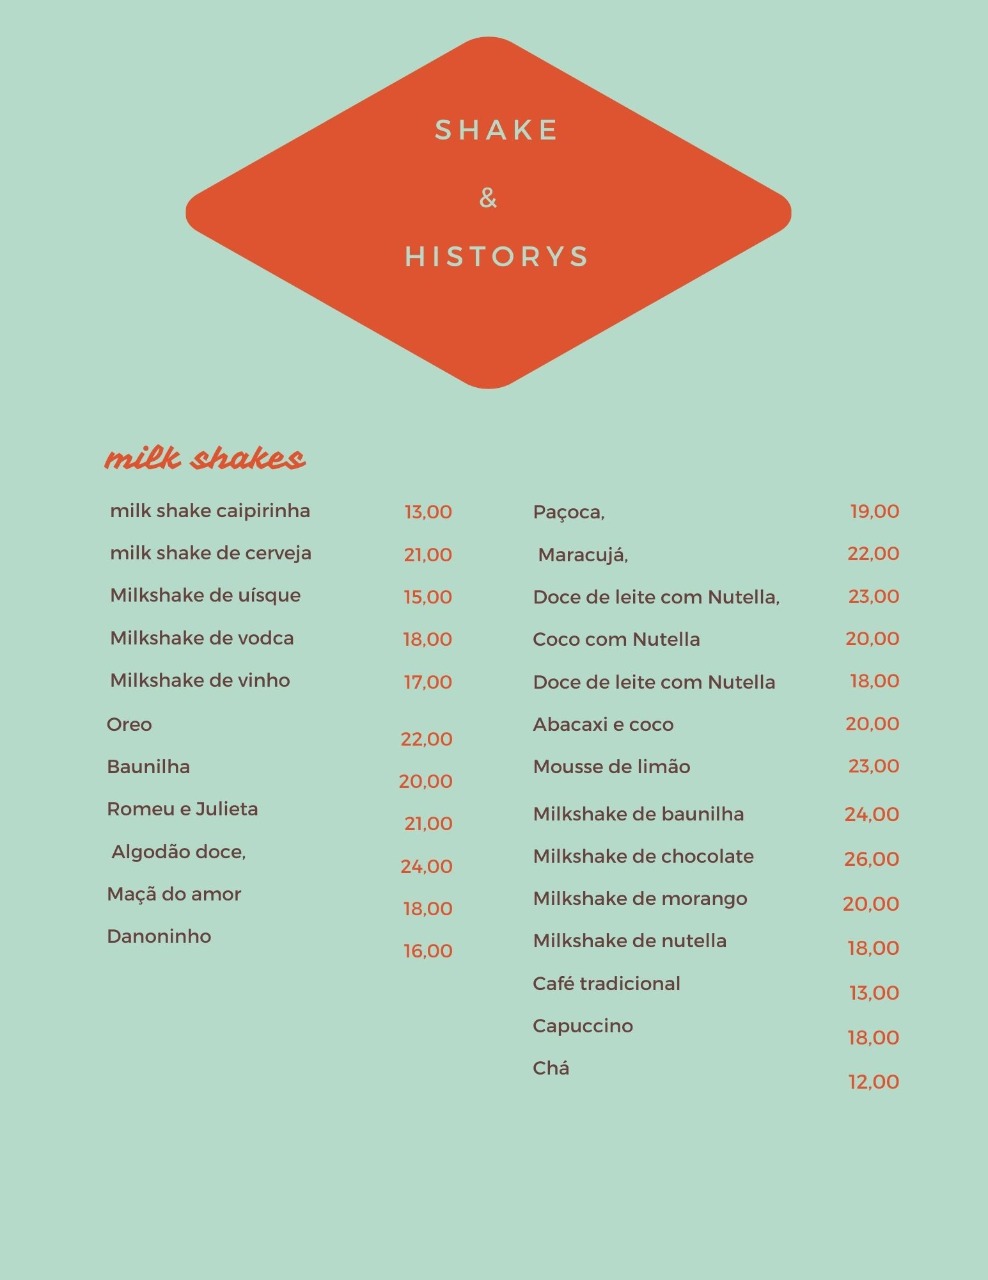 SHAKE
&
HISTORYS
milk shakes
milk shake caipirinha 13,00
milk shake de cerveja 21,00
Milkshake de uísque 15,00
Milkshake de vodca 18,00
Milkshake de vinho 17,00
Oreo 22,00
Baunilha 20,00
Romeu e Julieta 21,00
Algodão doce, 24,00
Maçã do amor 18,00
Danoninho 16,00
Paçoca, 19,00
Maracujá, 22,00
Doce de leite com Nutella, 23,00
Coco com Nutella 20,00
Doce de leite com Nutella 18,00
Abacaxi e coco 20,00
Mousse de limão 23,00
Milkshake de baunilha 24,00
Milkshake de chocolate 26,00
Milkshake de morango 20,00
Milkshake de nutella 18,00
Café tradicional 13,00
Capuccino 18,00
Chá 12,00